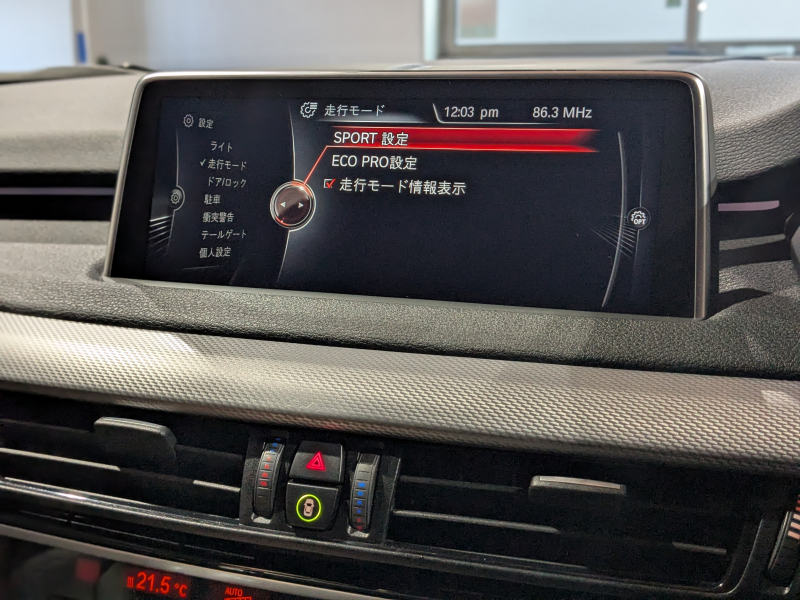 走行モード
12:03 pm
86.3 MHz
設定
ライト
✓走行モード
ドア/ロック
駐車
衝突警告
テールゲート
個人設定
SPORT 設定
ECO PRO設定
走行モード情報表示
OPT
21.5 °C
AUTO